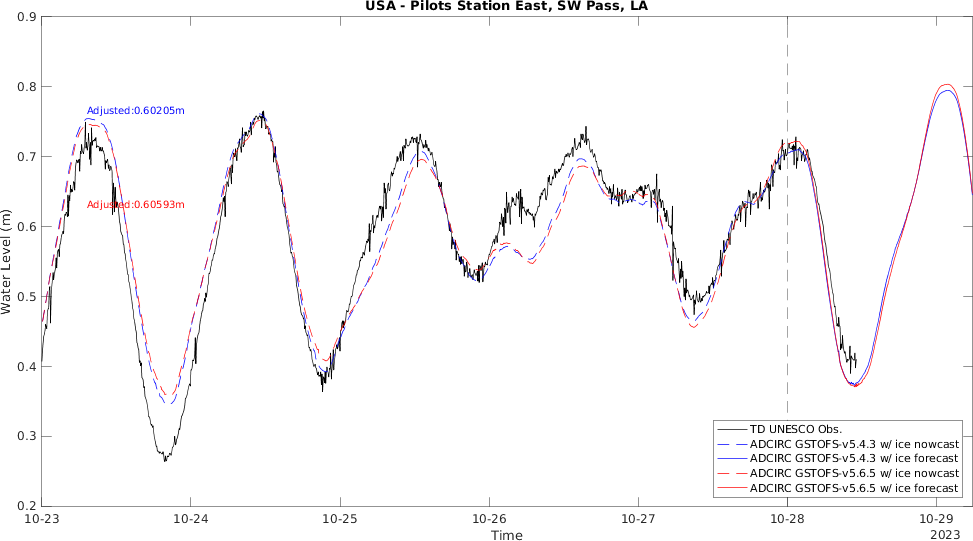 USA - Pilots Station East, SW Pass, LA
0.9
0.8
0.7
0.6
0.5
0.4
0.3
0.2
Water Level (m)
Adjusted:0.60205m
Adjusted:0.60593m
TD UNESCO Obs.
ADCIRC GSTOFS-v5.4.3 w/ ice nowcast
ADCIRC GSTOFS-v5.4.3 w/ ice forecast
ADCIRC GSTOFS-v5.6.5 w/ ice nowcast
ADCIRC GSTOFS-v5.6.5 w/ ice forecast
10-23 10-24 10-25 10-26 10-27 10-28 10-29
Time
2023